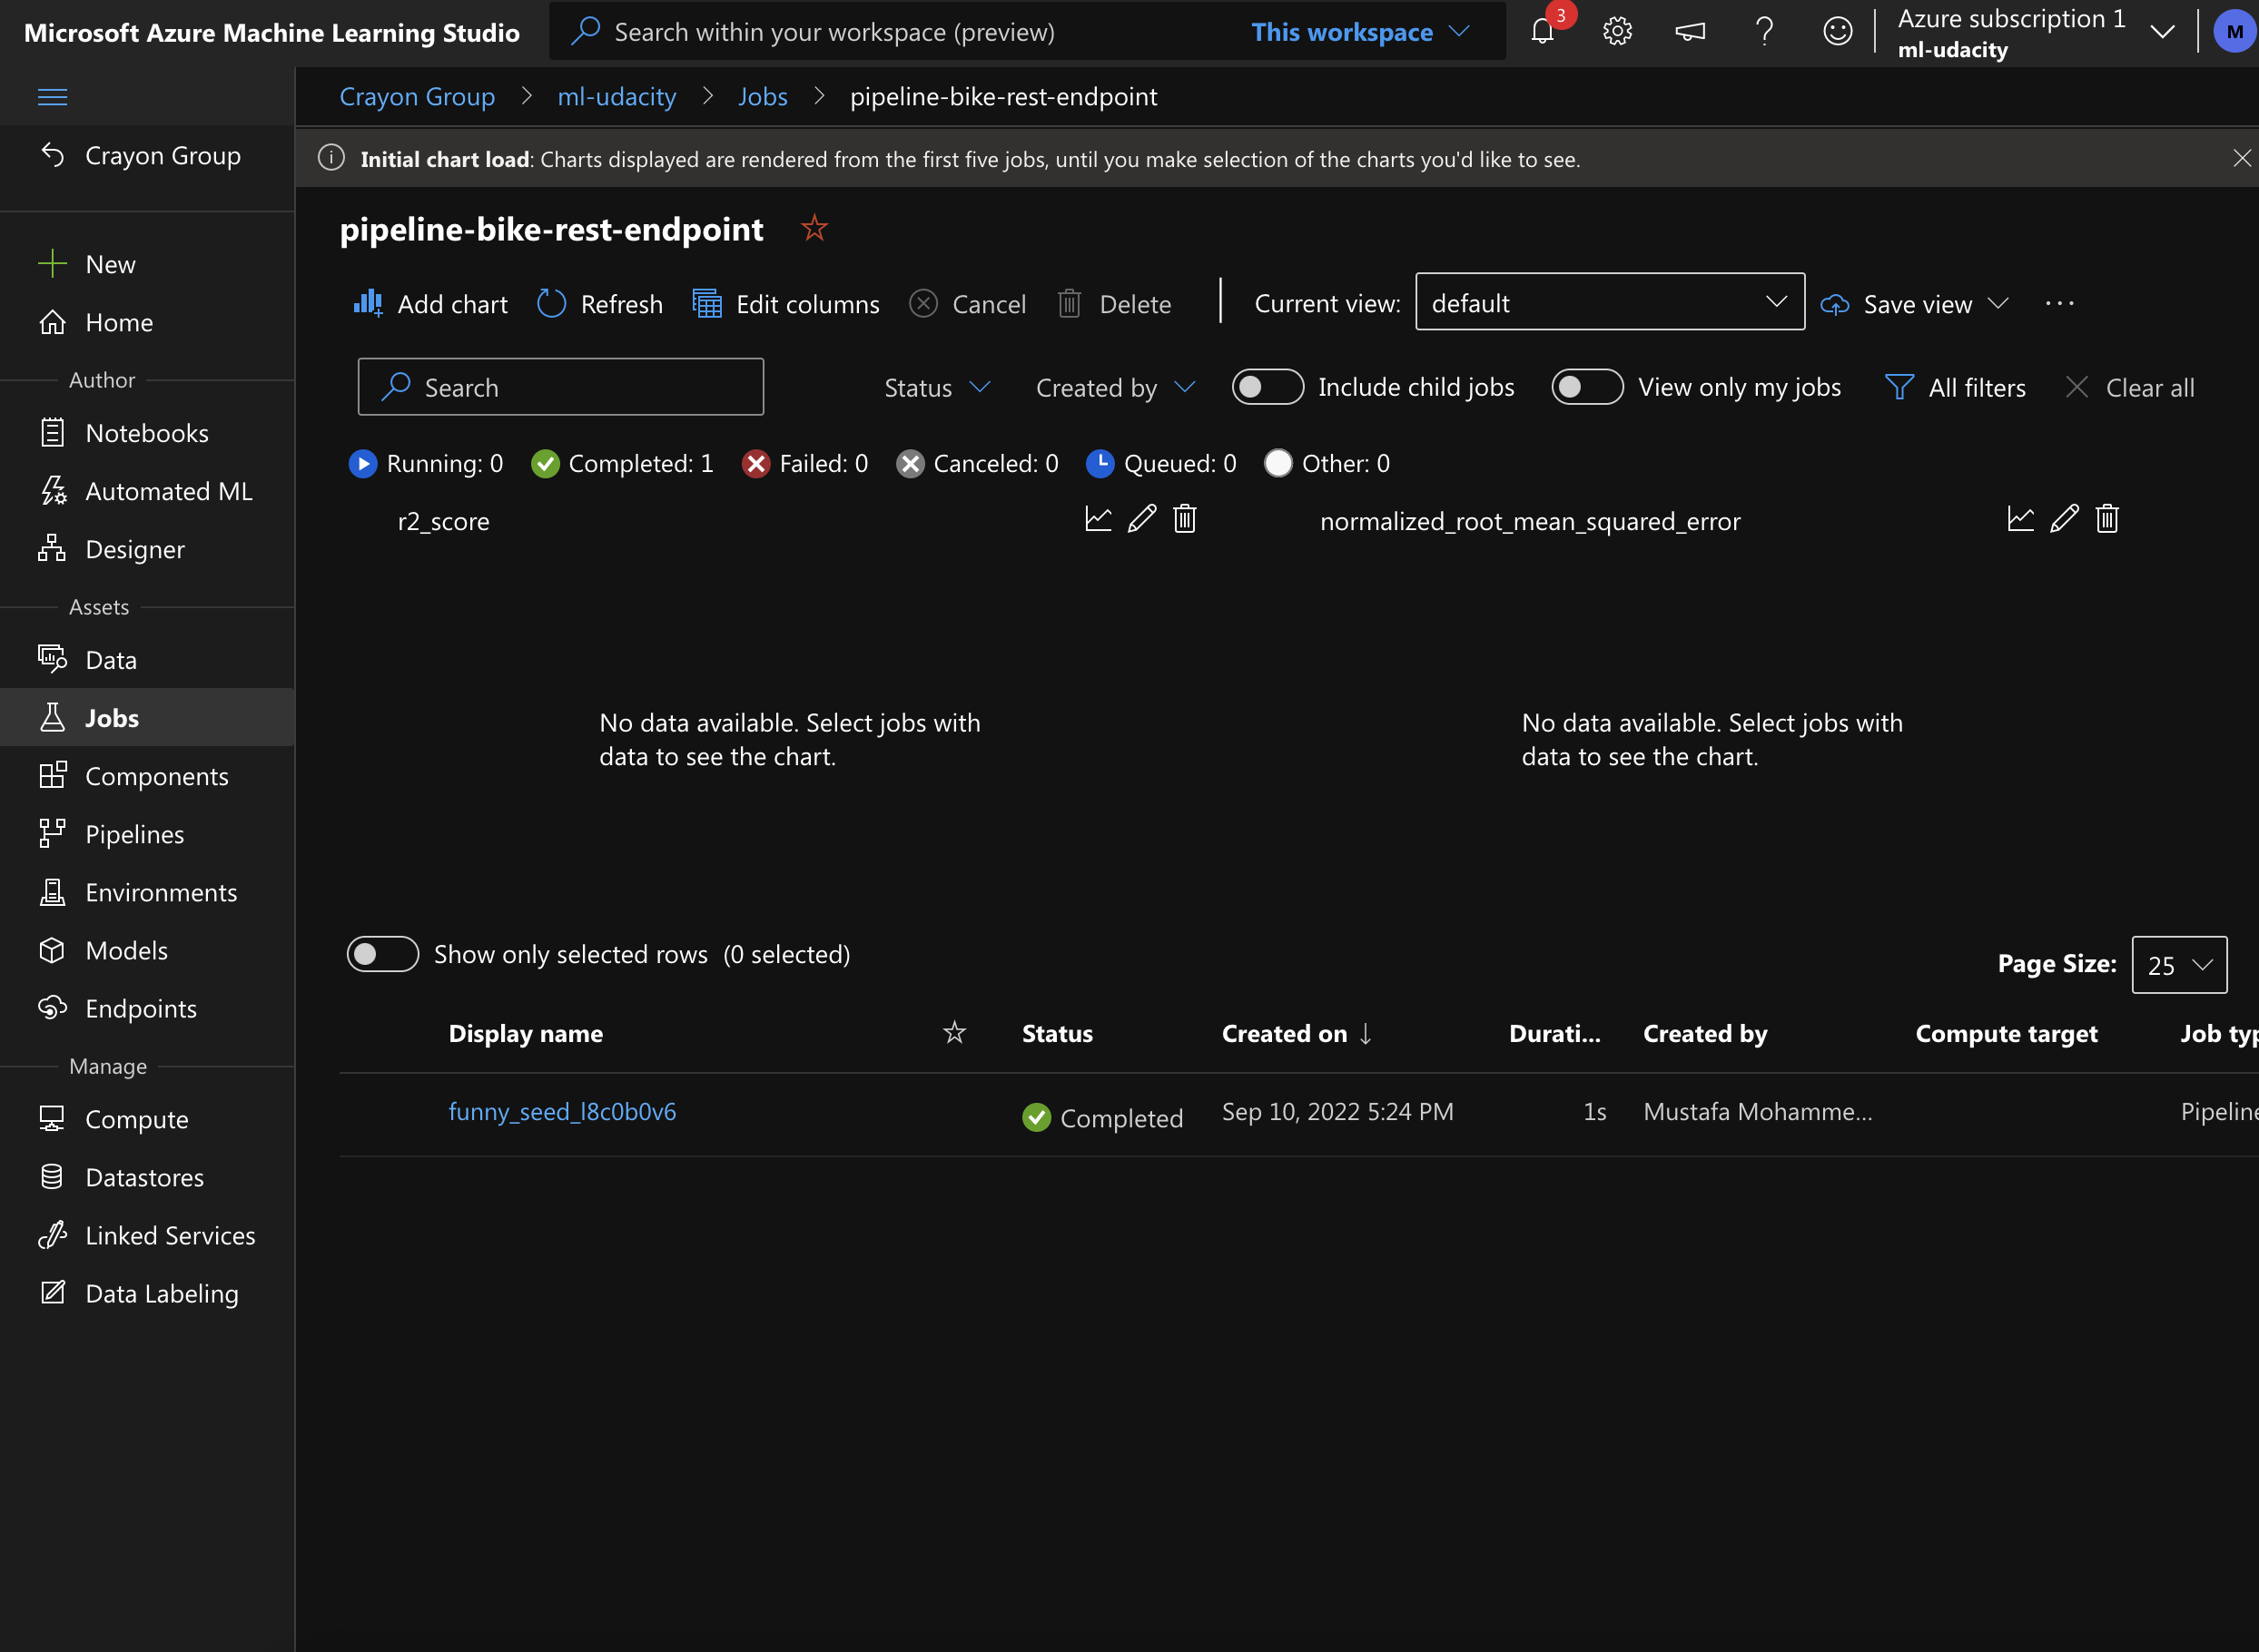 Microsoft Azure Machine Learning Studio
Search within your workspace (preview)
This workspace
3
Azure subscription 1
ml-udacity
M
Crayon Group
ml-udacity
Jobs
pipeline-bike-rest-endpoint
Crayon Group
Initial chart load: Charts displayed are rendered from the first five jobs, until you make selection of the charts you'd like to see.
pipeline-bike-rest-endpoint
New
Home
Author
Notebooks
Automated ML
Designer
Assets
Data
Jobs
Components
Pipelines
Environments
Models
Endpoints
Manage
Compute
Datastores
Linked Services
Data Labeling
Add chart
Refresh
Edit columns
Cancel
Delete
Current view:
default
Save view
Search
Status
Created by
Include child jobs
View only my jobs
All filters
Clear all
Running: 0
Completed: 1
Failed: 0
Canceled: 0
Queued: 0
Other: 0
r2_score
normalized_root_mean_squared_error
No data available. Select jobs with
data to see the chart.
No data available. Select jobs with
data to see the chart.
Show only selected rows (0 selected)
Page Size:
25
Display name
Status
Created on
Durati...
Created by
Compute target
Job typ
funny_seed_l8c0b0v6
Completed
Sep 10, 2022 5:24 PM
1s
Mustafa Mohamme...
Pipeline